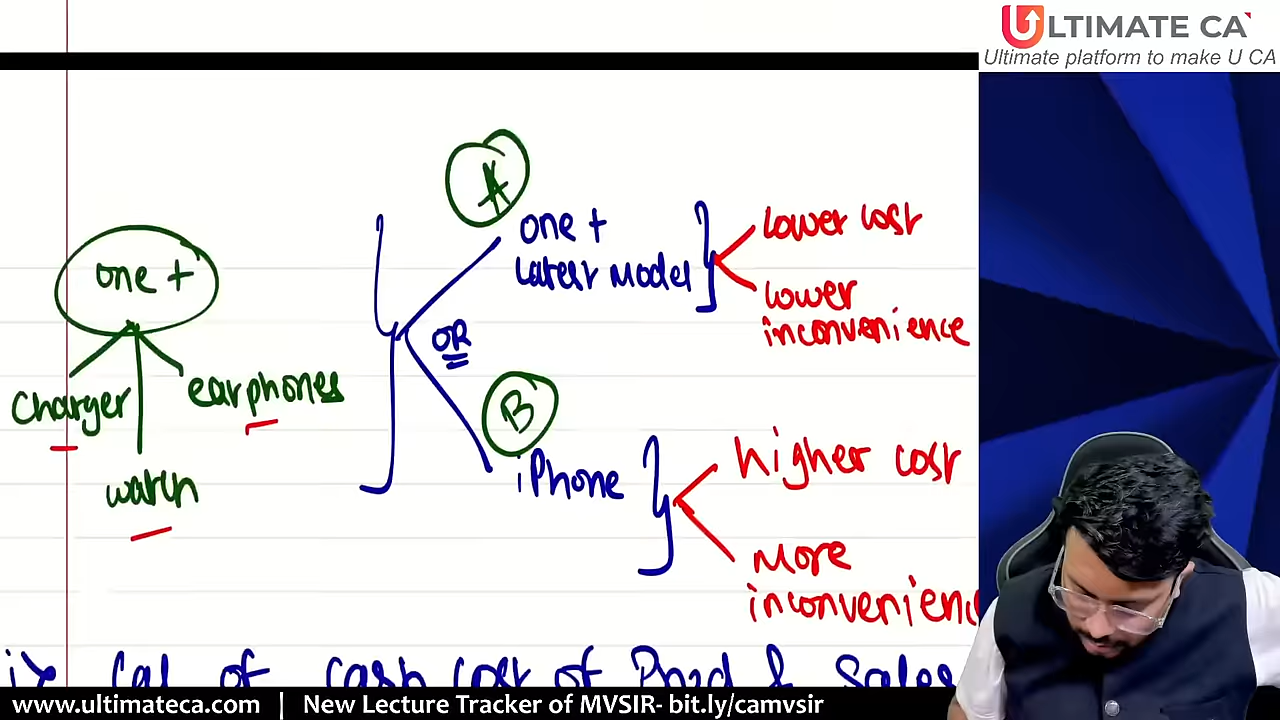 ULTIMATE CA
Ultimate platform to make U CA
A
one +
latest model
lower cost
lower
inconvenience
one +
OR
charger
earphones
watch
B
iPhone
higher cost
More
inconvenienc
Cal of cash cost of Prod & Sales
www.ultimateca.com | New Lecture Tracker of MVSIR- bit.ly/camvsir